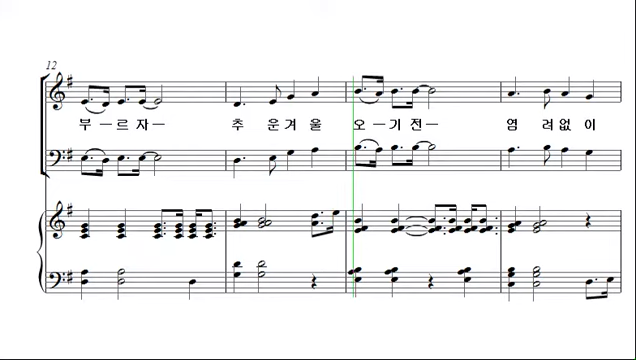 12
부 ― 르 자 ― 추 운 겨 울 오 ― 기 전 ― 염 려 없 이